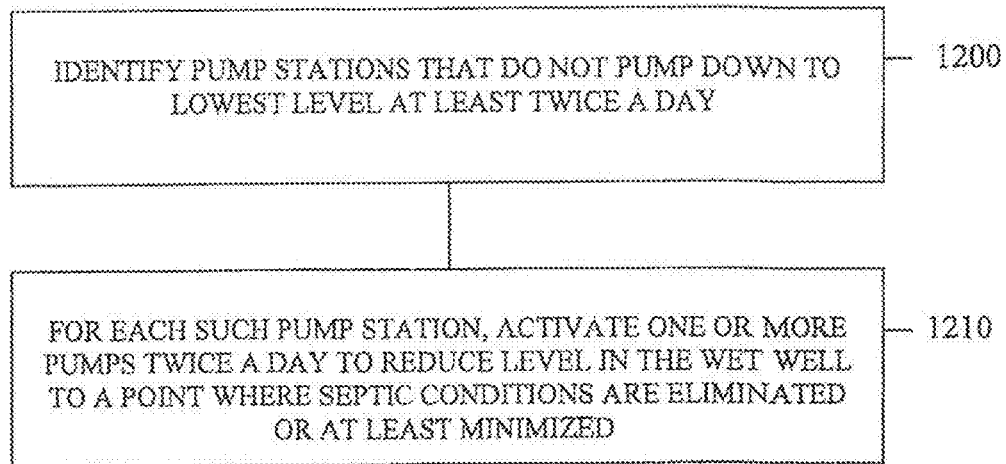 IDENTIFY PUMP STATIONS THAT DO NOT PUMP DOWN TO
LOWEST LEVEL AT LEAST TWICE A DAY
1200
FOR EACH SUCH PUMP STATION, ACTIVATE ONE OR MORE
PUMPS TWICE A DAY TO REDUCE LEVEL IN THE WET WELL
TO A POINT WHERE SEPTIC CONDITIONS ARE ELIMINATED
OR AT LEAST MINIMIZED
1210